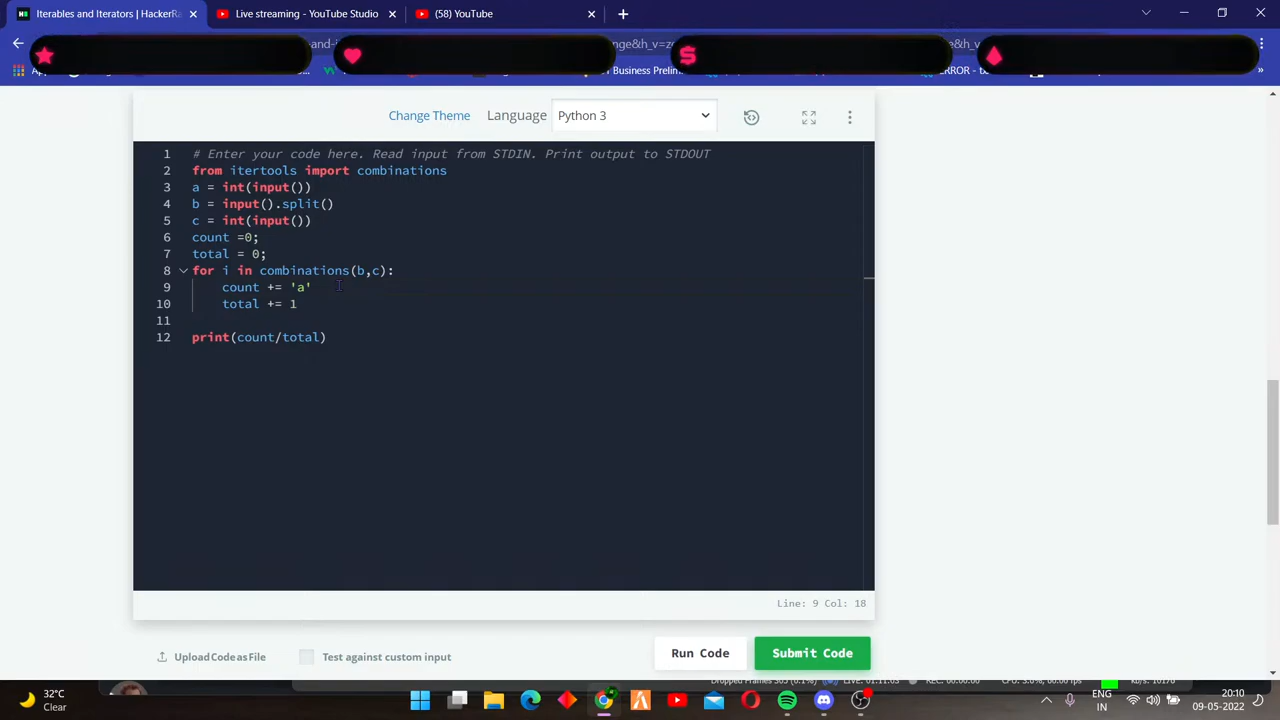 Iterables and Iterators | HackerRa
Live streaming - YouTube Studio
(58) YouTube
nge&h_v=ze
Business Prelim
ERROR
Change Theme
Language
Python 3
1 # Enter your code here. Read input from STDIN. Print output to STDOUT
2 from itertools import combinations
3 a = int(input())
4 b = input().split()
5 c = int(input())
6 count =0;
7 total = 0;
8 for i in combinations(b,c):
9 count += 'a'
10 total += 1
11
12 print(count/total)
Line: 9 Col: 18
Upload Code as File
Test against custom input
Run Code
Submit Code
32°C
Clear
ENG
IN
20:10
09-05-2022